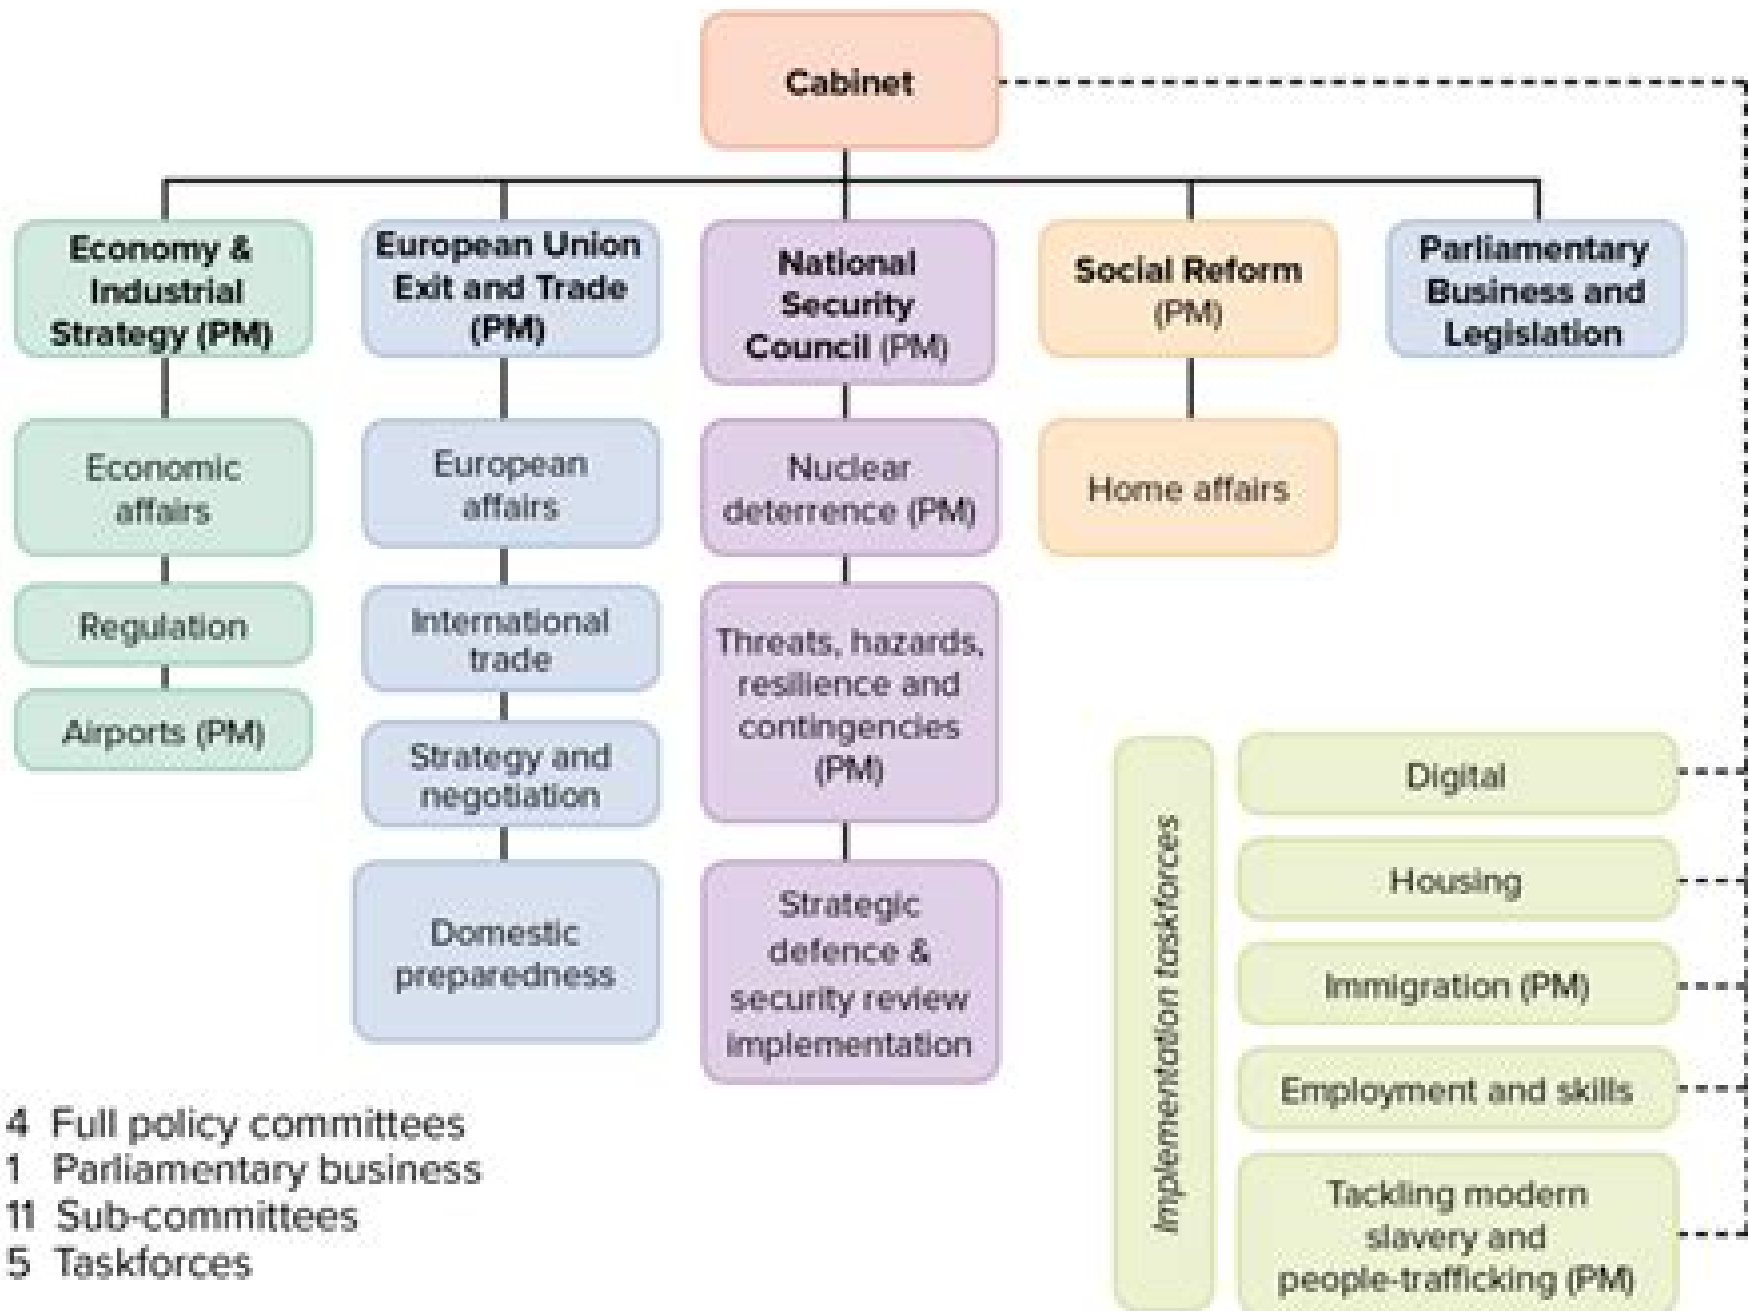 Cabinet
Economy &
Industrial
Strategy (PM)
European Union
Exit and Trade
(PM)
National
Security
Council (PM)
Social Reform
(PM)
Parliamentary
Business and
Legislation
Economic
affairs
Regulation
Airports (PM)
European
affairs
International
trade
Strategy and
negotiation
Domestic
preparedness
Nuclear
deterrence (PM)
Threats, hazards,
resilience and
contingencies
(PM)
Strategic
defence &
security review
implementation
Home affairs
Implementation taskforces
Digital
Housing
Immigration (PM)
Employment and skills
Tackling modern
slavery and
people-trafficking (PM)
4 Full policy committees
1 Parliamentary business
11 Sub-committees
5 Taskforces